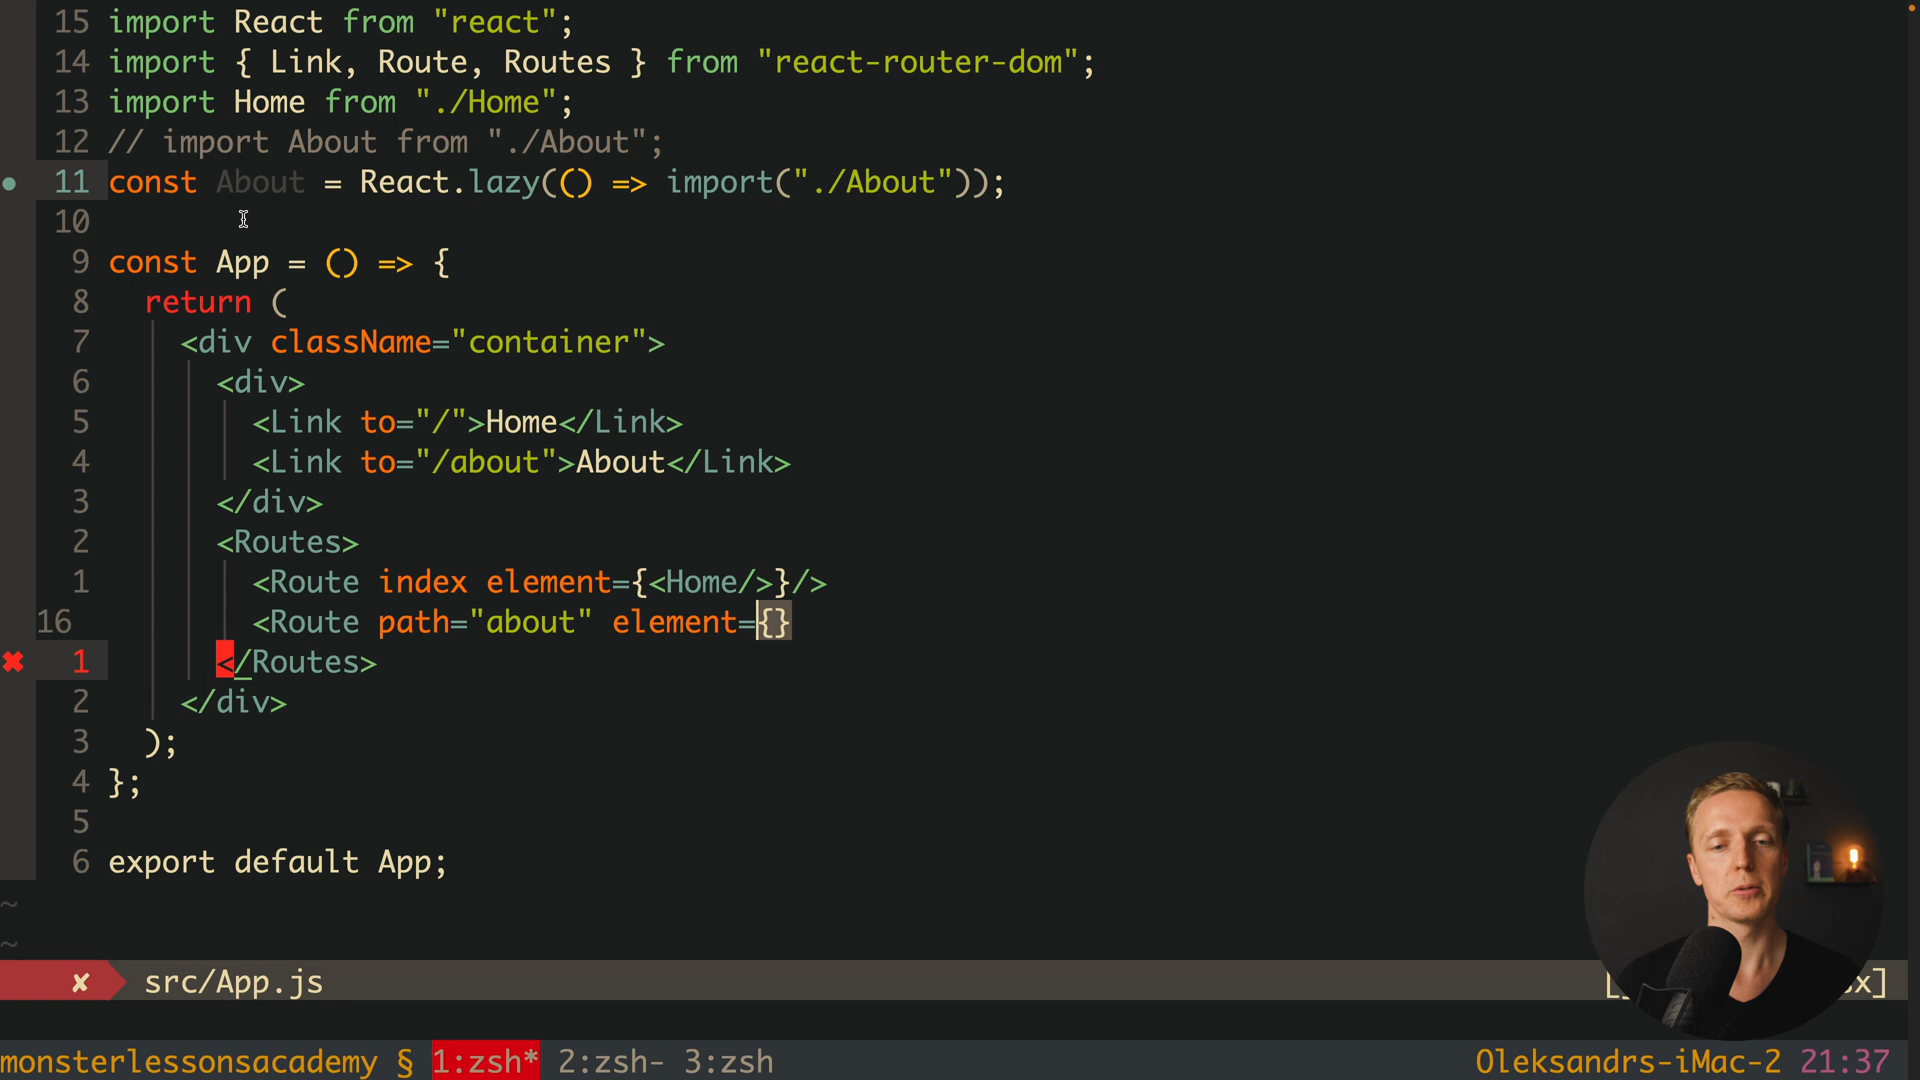 15 import React from "react";
14 import { Link, Route, Routes } from "react-router-dom";
13 import Home from "./Home";
12 // import About from "./About";
11 const About = React.lazy(() => import("./About"));
10
9 const App = () => {
8 return (
7 <div className="container">
6 <div>
5 <Link to="/">Home</Link>
4 <Link to="/about">About</Link>
3 </div>
2 <Routes>
1 <Route index element={<Home/>}/>
16 <Route path="about" element={}
✖ 1 </Routes>
2 </div>
3 );
4 };
5
6 export default App;
~
~
✘ src/App.js
monsterlessonsacademy § 1:zsh* 2:zsh- 3:zsh Oleksandrs-iMac-2 21:37